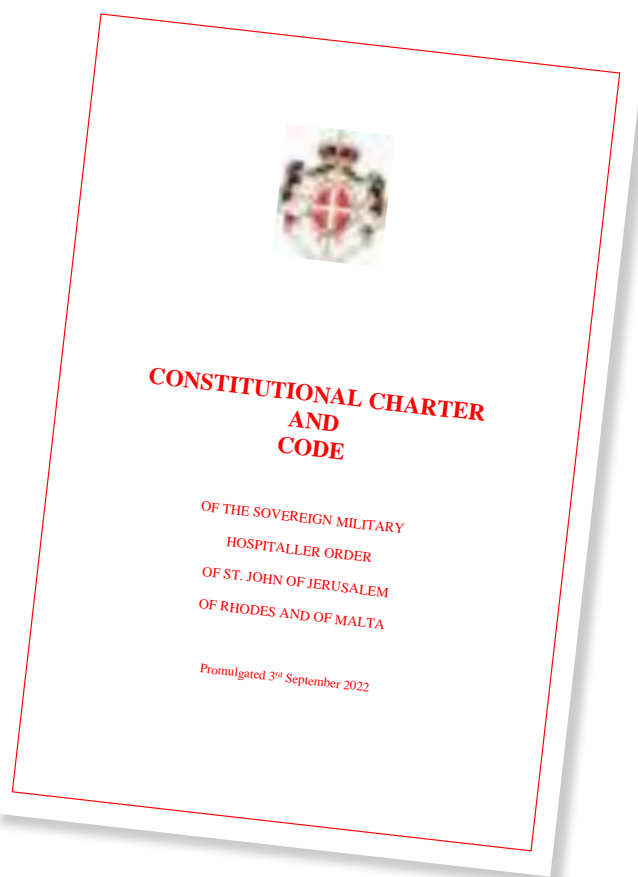 CONSTITUTIONAL CHARTER
AND
CODE
OF THE SOVEREIGN MILITARY
HOSPITALLER ORDER
OF ST. JOHN OF JERUSALEM
OF RHODES AND OF MALTA
Promulgated 3rd September 2022